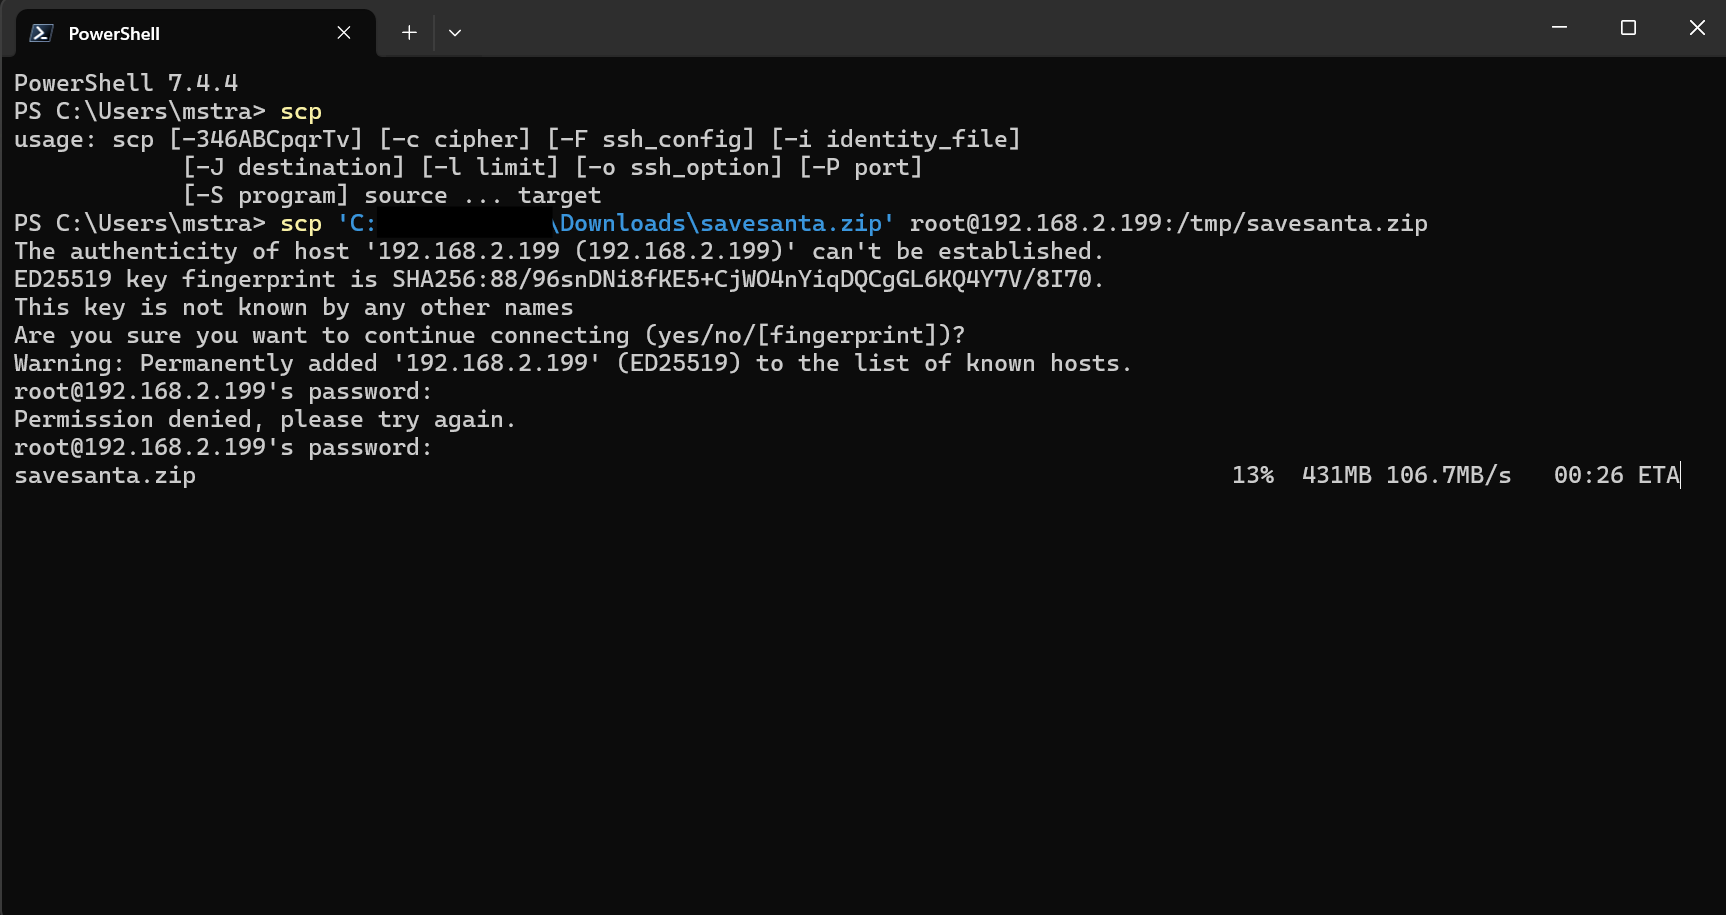 PowerShell
PowerShell 7.4.4
PS C:\Users\mstra> scp
usage: scp [-346ABCpqrTv] [-c cipher] [-F ssh_config] [-i identity_file]
            [-J destination] [-l limit] [-o ssh_option] [-P port]
            [-S program] source ... target
PS C:\Users\mstra> scp 'C: \Downloads\savesanta.zip' root@192.168.2.199:/tmp/savesanta.zip
The authenticity of host '192.168.2.199 (192.168.2.199)' can't be established.
ED25519 key fingerprint is SHA256:88/96snDNi8fKE5+CjWO4nYiqDQCgGL6KQ4Y7V/8I70.
This key is not known by any other names
Are you sure you want to continue connecting (yes/no/[fingerprint])?
Warning: Permanently added '192.168.2.199' (ED25519) to the list of known hosts.
root@192.168.2.199's password:
Permission denied, please try again.
root@192.168.2.199's password:
savesanta.zip 13% 431MB 106.7MB/s 00:26 ETA